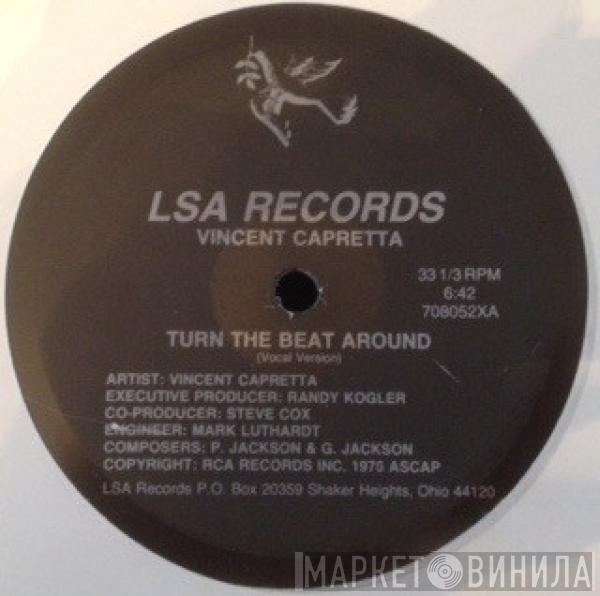 LSA RECORDS
VINCENT CAPRETTA
33 1/3 RPM
6:42
708052XA
TURN THE BEAT AROUND
(Vocal Version)
ARTIST: VINCENT CAPRETTA
EXECUTIVE PRODUCER: RANDY KOGLER
CO-PRODUCER: STEVE COX
ENGINEER: MARK LUTHARDT
COMPOSERS: P. JACKSON & G. JACKSON
COPYRIGHT: RCA RECORDS INC. 1976 ASCAP
LSA Records P.O. Box 20359 Shaker Heights, Ohio 44120
МАРКЕТ ВИНИЛА